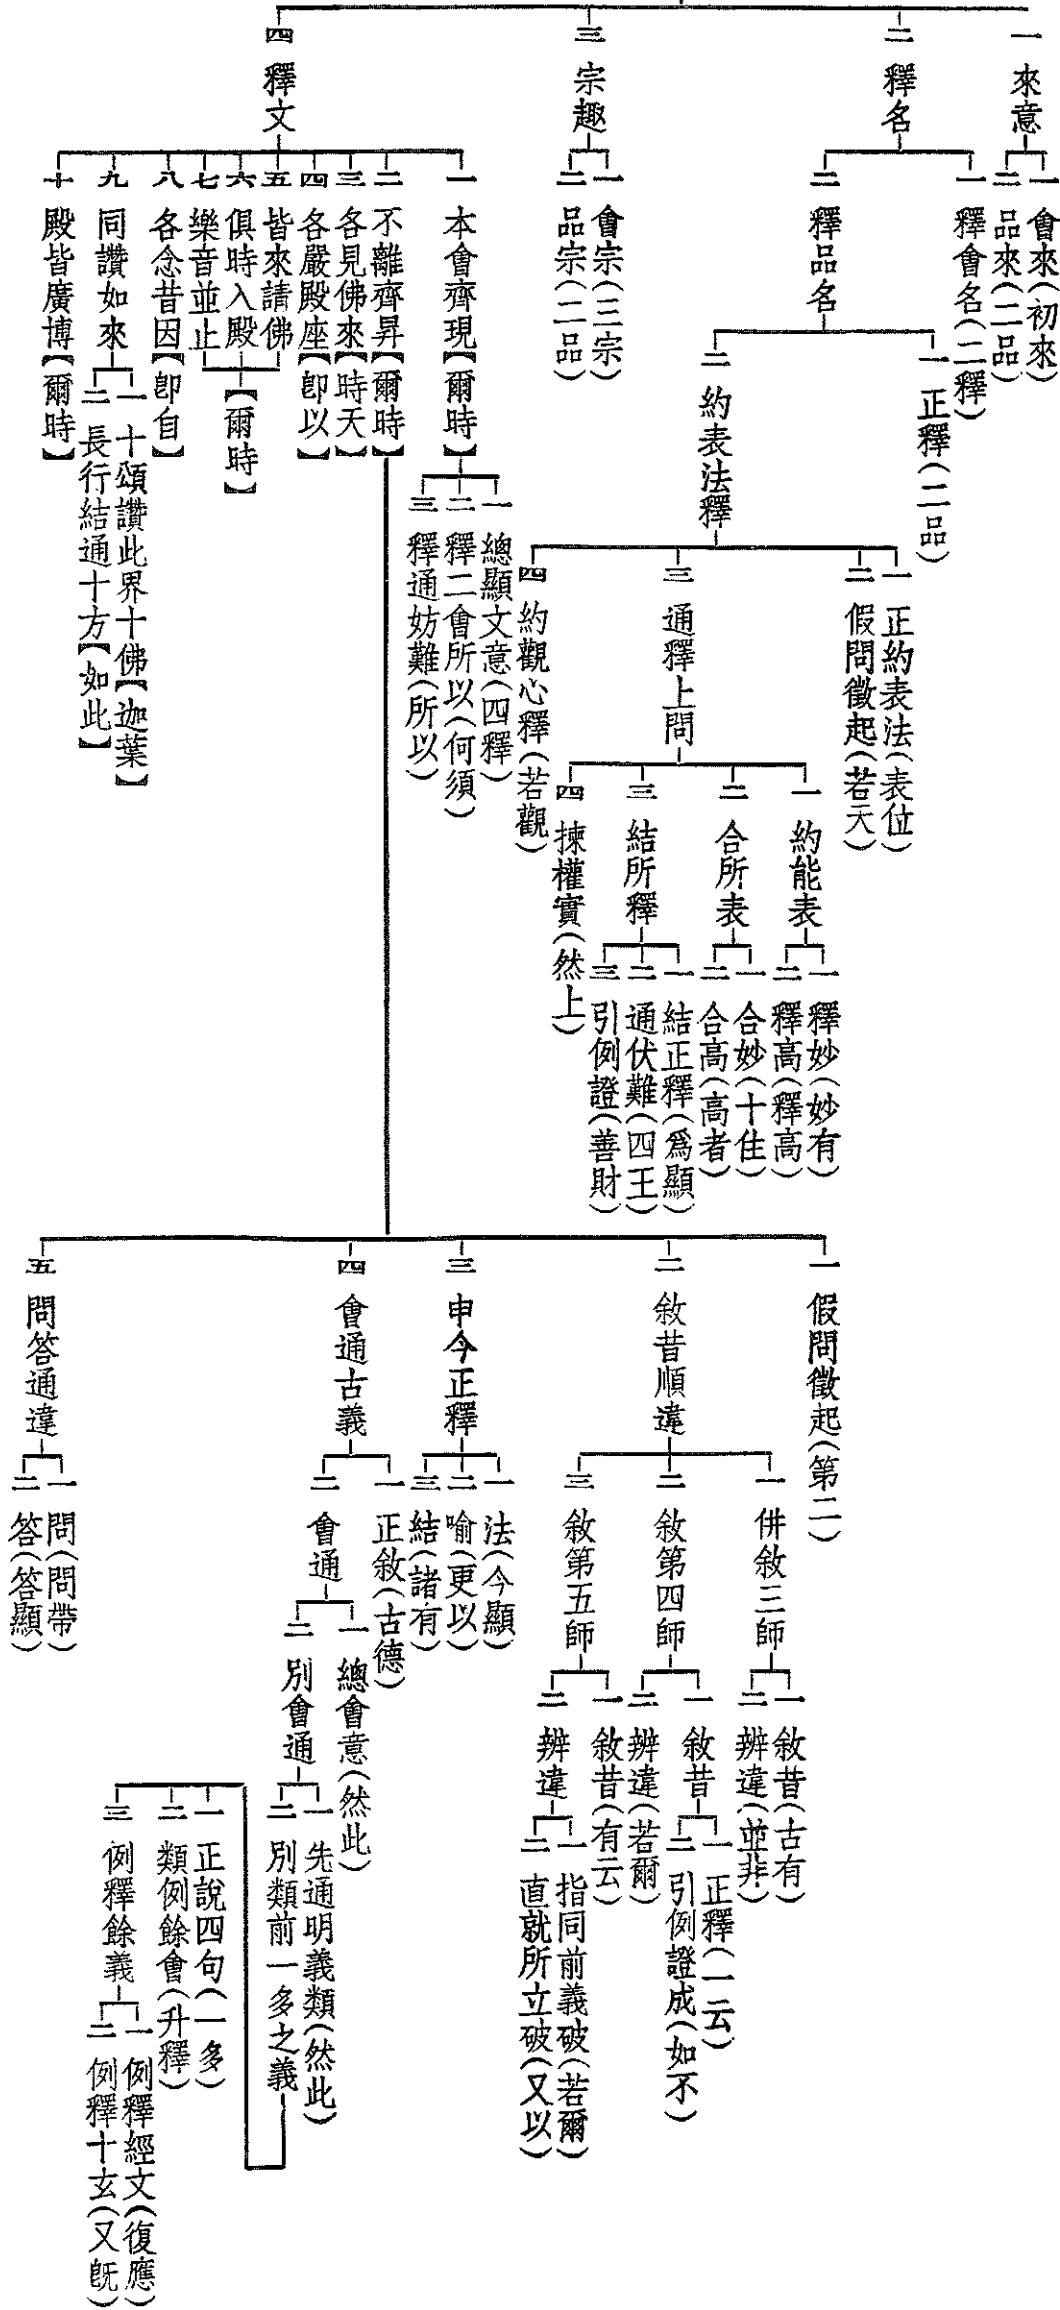 一 來意
一 會來(初來)
二 品來(二品)
二 釋名
一 釋會名(二釋)
二 釋品名
一 正釋(二品)
二 約表法釋
一 正約表法(表位)
二 假問徵起(若天)
三 通釋上問
一 約能表
一 釋妙(妙有)
二 釋高(釋高)
二 合所表
一 合妙(十住)
二 合高(高者)
三 結所釋
一 結正釋(爲顯)
二 通伏難(四王)
三 引例證(善財)
四 揀權實(然上)
四 約觀心釋(若觀)
三 宗趣
一 會宗(三宗)
二 品宗(二品)
四 釋文
一 本會齊現【爾時】
一 總顯文意(四釋)
二 釋二會所以(何須)
三 釋通妨難(所以)
二 不離齊昇【爾時】
一 假問徵起(第二)
二 敘昔順違
一 併敘三師
一 敘昔(古有)
二 辨違(並非)
二 敘第四師
一 敘昔
一 正釋(一云)
二 引例證成(如不)
二 辨違(若爾)
三 敘第五師
一 敘昔(有云)
二 辨違
一 指同前義破(若爾)
二 直就所立破(又以)
三 申今正釋
一 法(今顯)
二 喻(更以)
三 結(諸有)
四 會通古義
一 正敘(古德)
二 會通
一 總會意(然此)
二 別會通
一 先通明義類(然此)
二 別類前一多之義
一 正說四句(一多)
二 類例餘會(升釋)
三 例釋餘義
一 例釋經文(復應)
二 例釋十玄(又既)
五 問答通違
一 問(問帶)
二 答(答顯)
三 各見佛來【時天】
四 各嚴殿座【卽以】
五 皆來請佛
六 俱時入殿
七 樂音並止
【爾時】
八 各念昔因【卽自】
九 同讚如來
一 十頌讚此界十佛【迦葉】
二 長行結通十方【如此】
十 殿皆廣博【爾時】